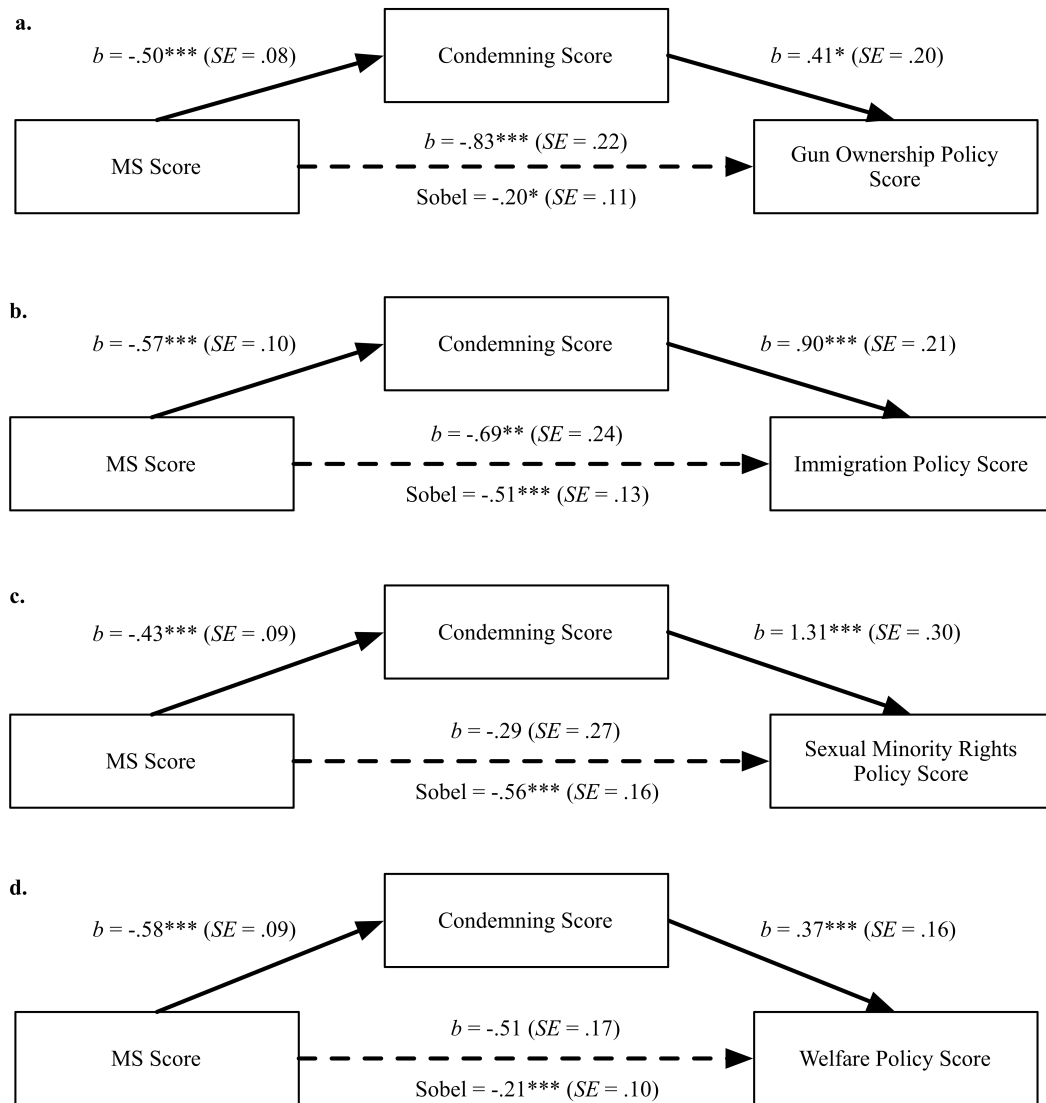 a.
b = -.50*** (SE = .08)
Condemning Score
b = .41* (SE = .20)
MS Score
b = -.83*** (SE = .22)
Sobel = -.20* (SE = .11)
Gun Ownership Policy
Score
b.
b = -.57*** (SE = .10)
Condemning Score
b = .90*** (SE = .21)
MS Score
b = -.69** (SE = .24)
Sobel = -.51*** (SE = .13)
Immigration Policy Score
c.
b = -.43*** (SE = .09)
Condemning Score
b = 1.31*** (SE = .30)
MS Score
b = -.29 (SE = .27)
Sobel = -.56*** (SE = .16)
Sexual Minority Rights
Policy Score
d.
b = -.58*** (SE = .09)
Condemning Score
b = .37*** (SE = .16)
MS Score
b = -.51 (SE = .17)
Sobel = -.21*** (SE = .10)
Welfare Policy Score